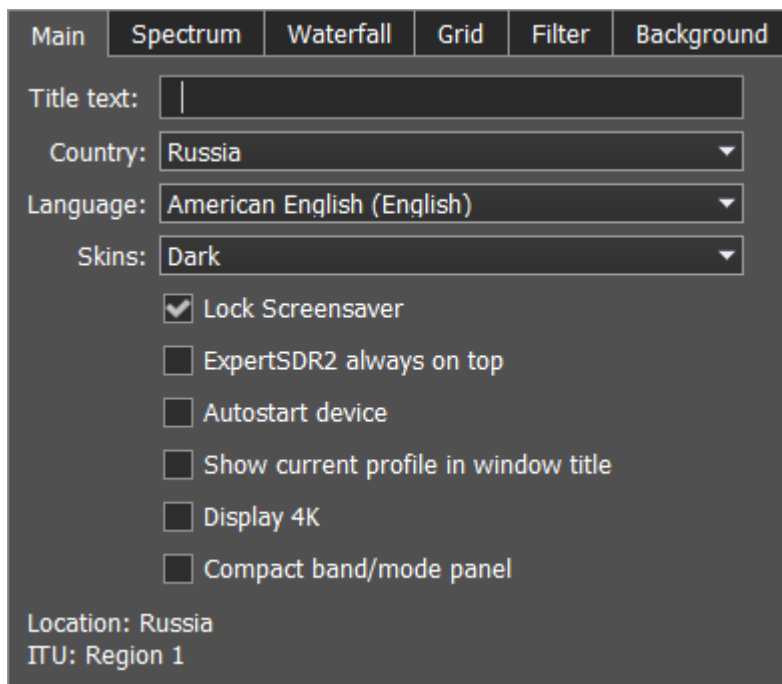 Main Spectrum Waterfall Grid Filter Background
Title text:
Country: Russia
Language: American English (English)
Skins: Dark
Lock Screensaver
ExpertSDR2 always on top
Autostart device
Show current profile in window title
Display 4K
Compact band/mode panel
Location: Russia
ITU: Region 1